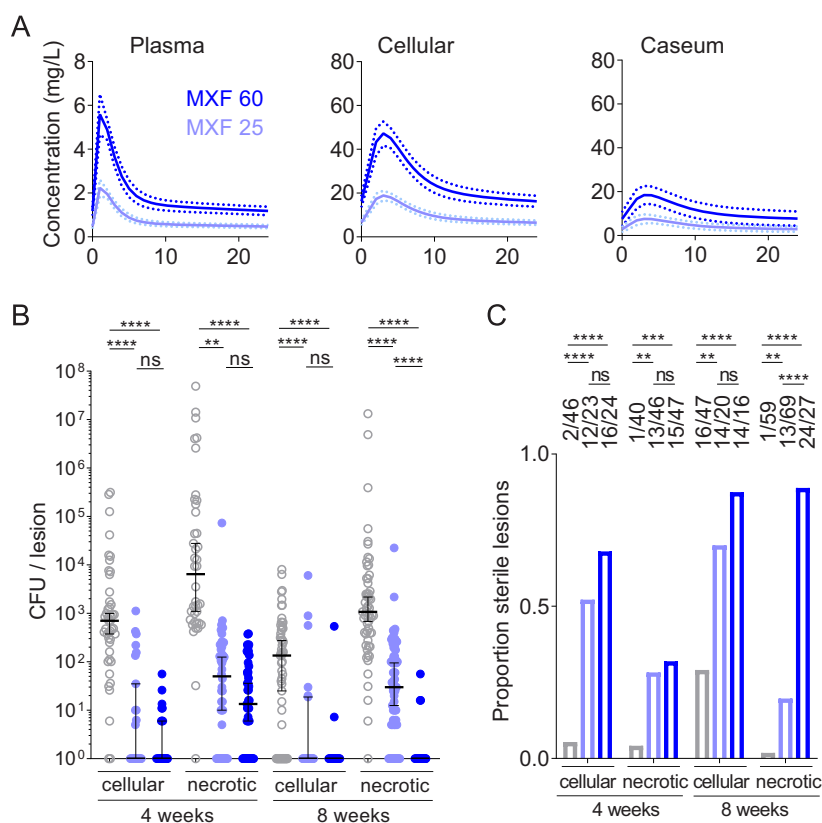 A
Plasma
Cellular
Caseum
Concentration (mg/L)
8
6
4
2
0
0
10
20
MXF 60
MXF 25
80
60
40
20
0
0
10
20
80
60
40
20
0
0
10
20
B
**** **** **** ****
**** ** **** ****
ns ns ns ****
CFU / lesion
10⁸
10⁷
10⁶
10⁵
10⁴
10³
10²
10¹
10⁰
cellular necrotic cellular necrotic
4 weeks 8 weeks
C
**** *** **** ****
**** ** ** **
ns ns ns ****
2/46
12/23
16/24
1/40
13/46
15/47
16/47
14/20
14/16
1/59
13/69
24/27
Proportion sterile lesions
1.0
0.5
0.0
cellular necrotic cellular necrotic
4 weeks 8 weeks